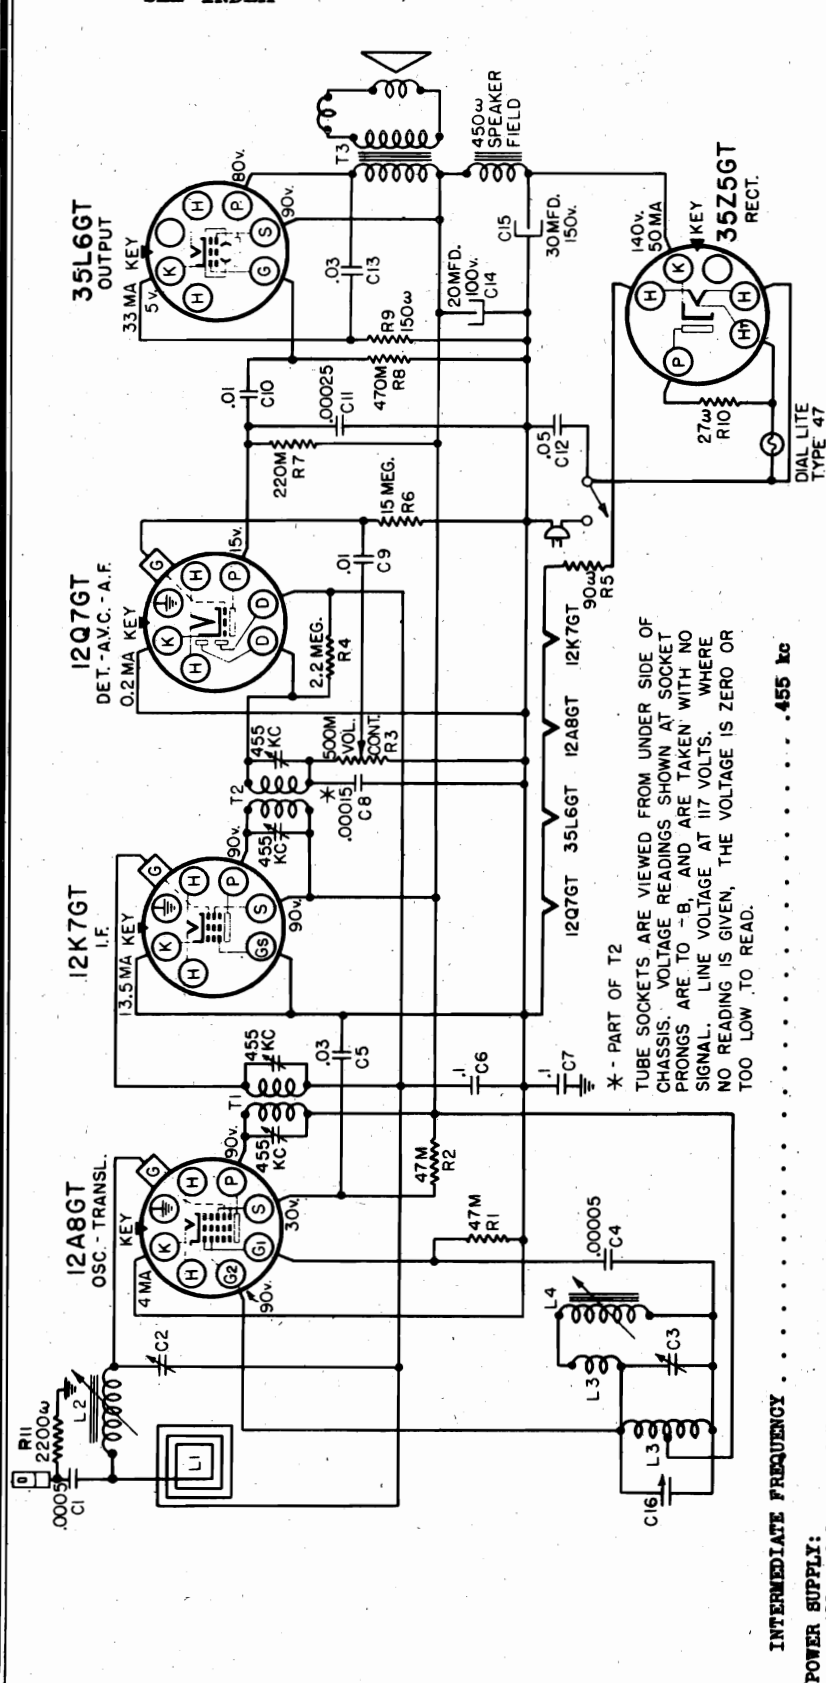 35L6GT
OUTPUT
33 MA KEY
5 v.
K
H
P
S
G
H
80v.
90v.
T3
450ω
SPEAKER
FIELD
.03
C13
R9
150ω
20 MFD.
100v.
C14
C15
30 MFD.
150v.
140v.
50 MA
KEY
35Z5GT
RECT.
K
H
H
HT
P
27ω
R10
DIAL LITE
TYPE 47
.01
C10
470M
R8
.00025
C11
220M
R7
.05
C12
12Q7GT
DET.-A.V.C.-A.F.
0.2 MA KEY
G
H
P
D
D
H
K
15v.
15 MEG.
R6
.01
C9
2.2 MEG.
R4
90ω
R5
500M
VOL.
CONT.
R3
455
KC
T2
*
.00015
C8
455
KC
90v.
12K7GT
I.F.
13.5 MA KEY
G
H
P
S
GS
H
K
90v.
12Q7GT 35L6GT 12A8GT 12K7GT
.03
C5
455
KC
T1
455
KC
90v.
.1
C6
.1
C7
12A8GT
OSC.-TRANSL.
KEY
4 MA
G
H
P
S
G1
G2
H
K
30v.
90v.
47M
R2
47M
R1
.00005
C4
L4
L3
C3
L3
C16
C2
L2
R11
2200ω
.0005
C1
L1
* - PART OF T2
TUBE SOCKETS ARE VIEWED FROM UNDER SIDE OF
CHASSIS. VOLTAGE READINGS SHOWN AT SOCKET
PRONGS ARE TO -B, AND ARE TAKEN WITH NO
SIGNAL. LINE VOLTAGE AT 117 VOLTS. WHERE
NO READING IS GIVEN, THE VOLTAGE IS ZERO OR
TOO LOW TO READ.
INTERMEDIATE FREQUENCY . . . . . . . . . . . . . . . . . . . . . . . . .455 kc
POWER SUPPLY: